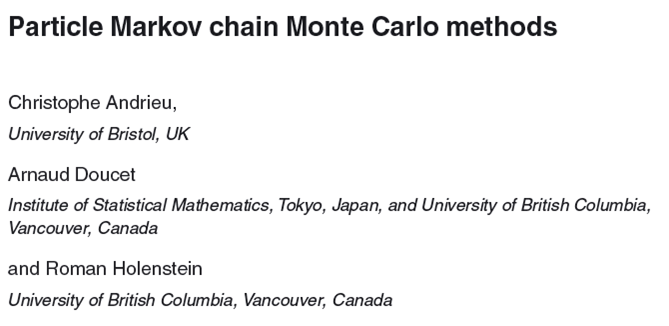 Particle Markov chain Monte Carlo methods
Christophe Andrieu,
University of Bristol, UK
Arnaud Doucet
Institute of Statistical Mathematics, Tokyo, Japan, and University of British Columbia,
Vancouver, Canada
and Roman Holenstein
University of British Columbia, Vancouver, Canada